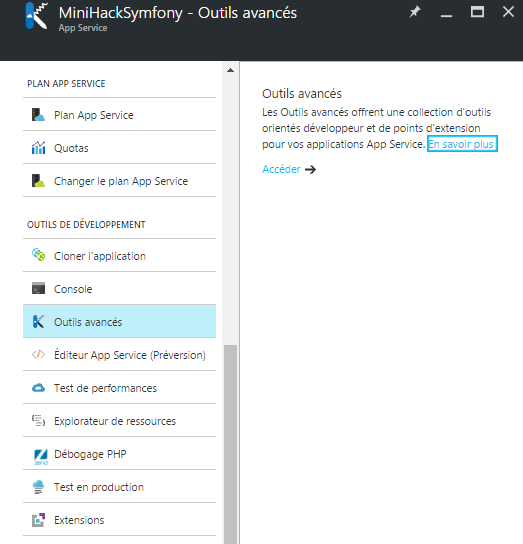 MiniHackSymfony - Outils avancés
App Service
PLAN APP SERVICE
Plan App Service
Quotas
Changer le plan App Service
OUTILS DE DÉVELOPPEMENT
Cloner l'application
Console
Outils avancés
Éditeur App Service (Préversion)
Test de performances
Explorateur de ressources
Débogage PHP
Test en production
Extensions
Outils avancés
Les Outils avancés offrent une collection d'outils
orientés développeur et de points d'extension
pour vos applications App Service. En savoir plus
Accéder